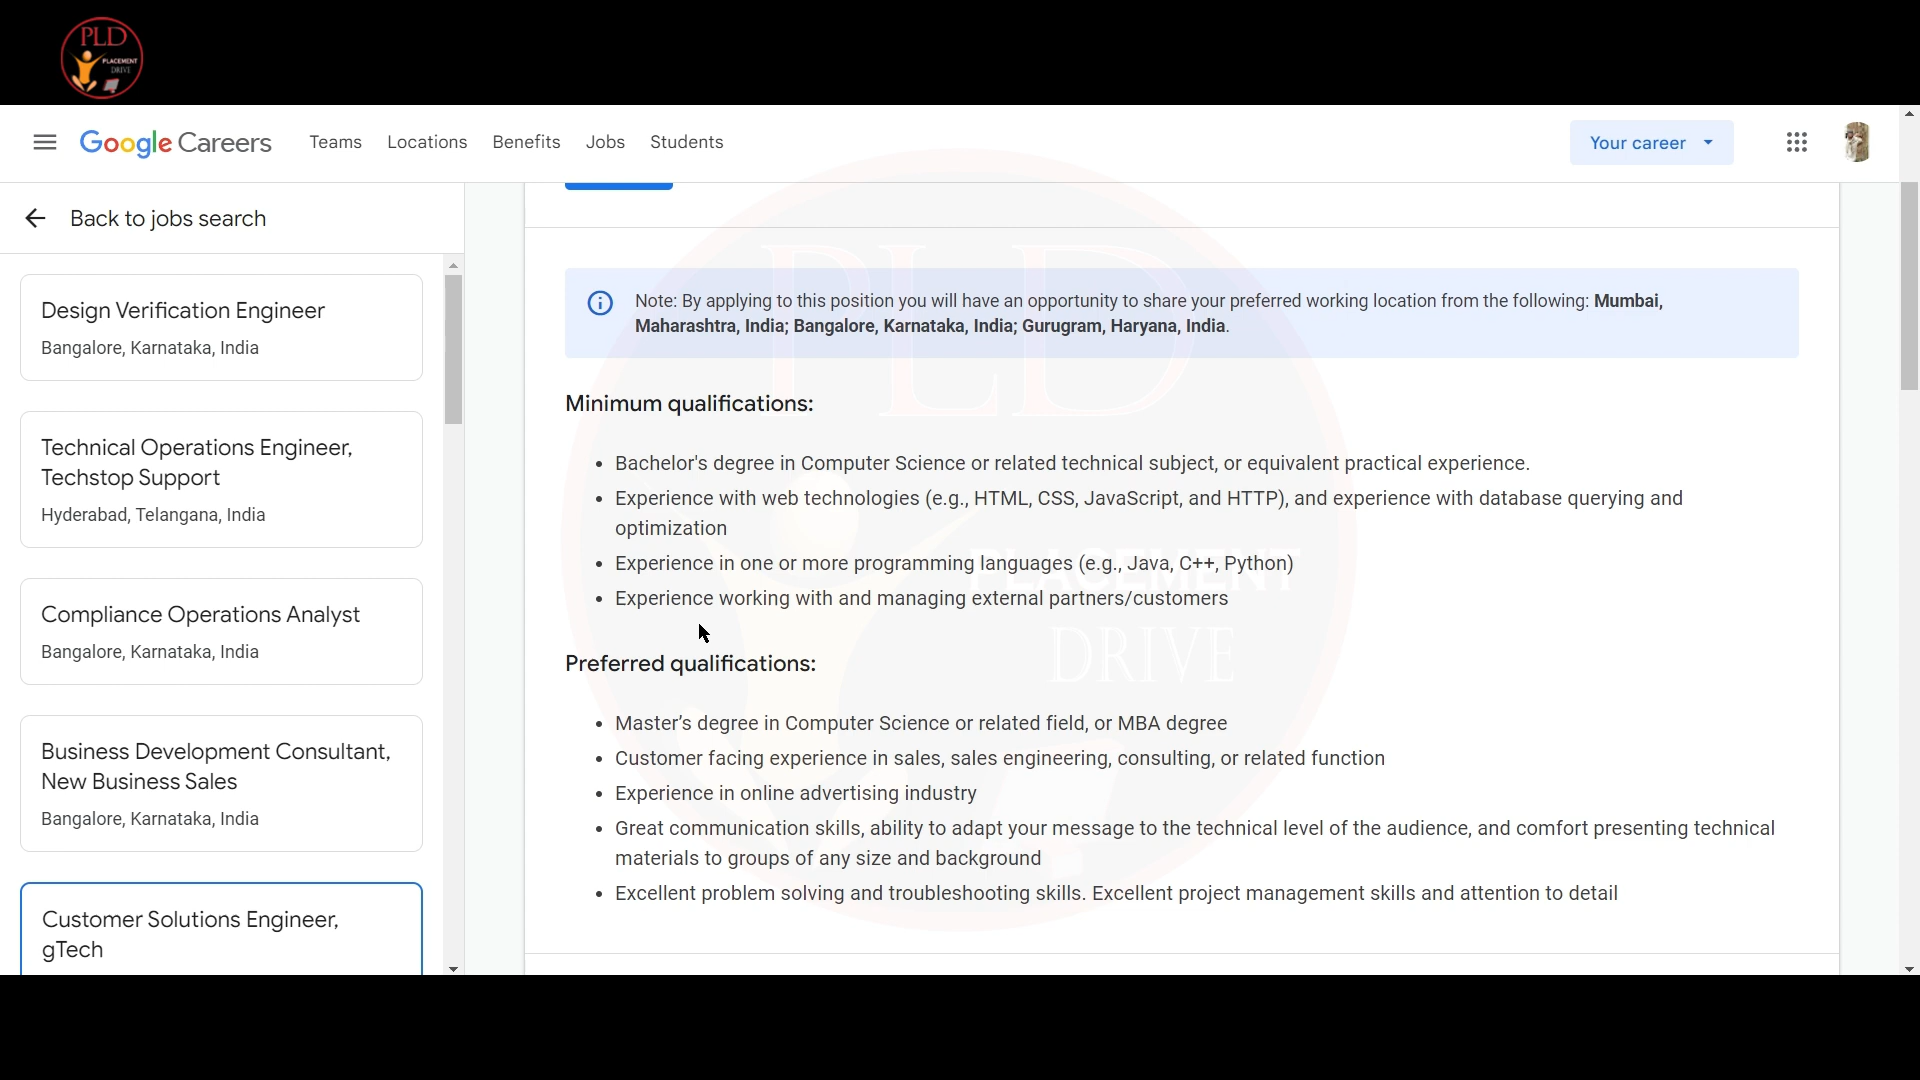 PLD
PLACEMENT
DRIVE
Google Careers
Teams
Locations
Benefits
Jobs
Students
Your career
Back to jobs search
Design Verification Engineer
Bangalore, Karnataka, India
Technical Operations Engineer,
Techstop Support
Hyderabad, Telangana, India
Compliance Operations Analyst
Bangalore, Karnataka, India
Business Development Consultant,
New Business Sales
Bangalore, Karnataka, India
Customer Solutions Engineer,
gTech
Note: By applying to this position you will have an opportunity to share your preferred working location from the following: Mumbai,
Maharashtra, India; Bangalore, Karnataka, India; Gurugram, Haryana, India.
Minimum qualifications:
• Bachelor's degree in Computer Science or related technical subject, or equivalent practical experience.
• Experience with web technologies (e.g., HTML, CSS, JavaScript, and HTTP), and experience with database querying and
optimization
• Experience in one or more programming languages (e.g., Java, C++, Python)
• Experience working with and managing external partners/customers
Preferred qualifications:
• Master’s degree in Computer Science or related field, or MBA degree
• Customer facing experience in sales, sales engineering, consulting, or related function
• Experience in online advertising industry
• Great communication skills, ability to adapt your message to the technical level of the audience, and comfort presenting technical
materials to groups of any size and background
• Excellent problem solving and troubleshooting skills. Excellent project management skills and attention to detail
PLD
PLACEMENT
DRIVE